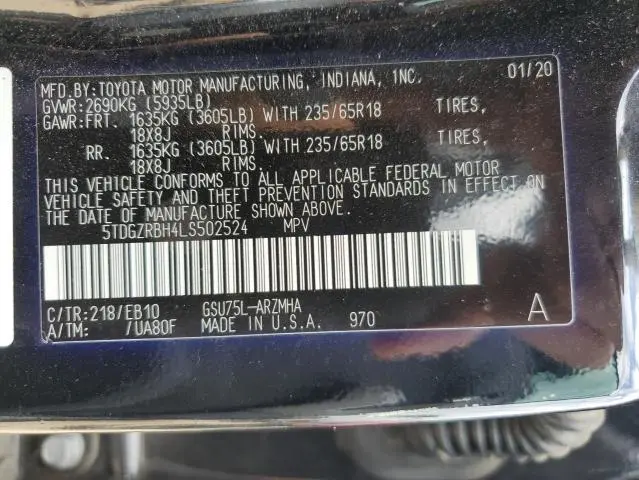 MFD.BY:TOYOTA MOTOR MANUFACTURING, INDIANA, INC. 01/20
GVWR:2690KG (5935LB)
GAWR:FRT. 1635KG (3605LB) WITH 235/65R18 TIRES,
18X8J RIMS.
RR. 1635KG (3605LB) WITH 235/65R18 TIRES,
18X8J RIMS.
THIS VEHICLE CONFORMS TO ALL APPLICABLE FEDERAL MOTOR
VEHICLE SAFETY AND THEFT PREVENTION STANDARDS IN EFFECT ON
THE DATE OF MANUFACTURE SHOWN ABOVE.
5TDGZRBH4LS502524 MPV
C/TR:218/EB10 GSU75L-ARZMHA
A/TM: /UA80F MADE IN U.S.A. 970 A